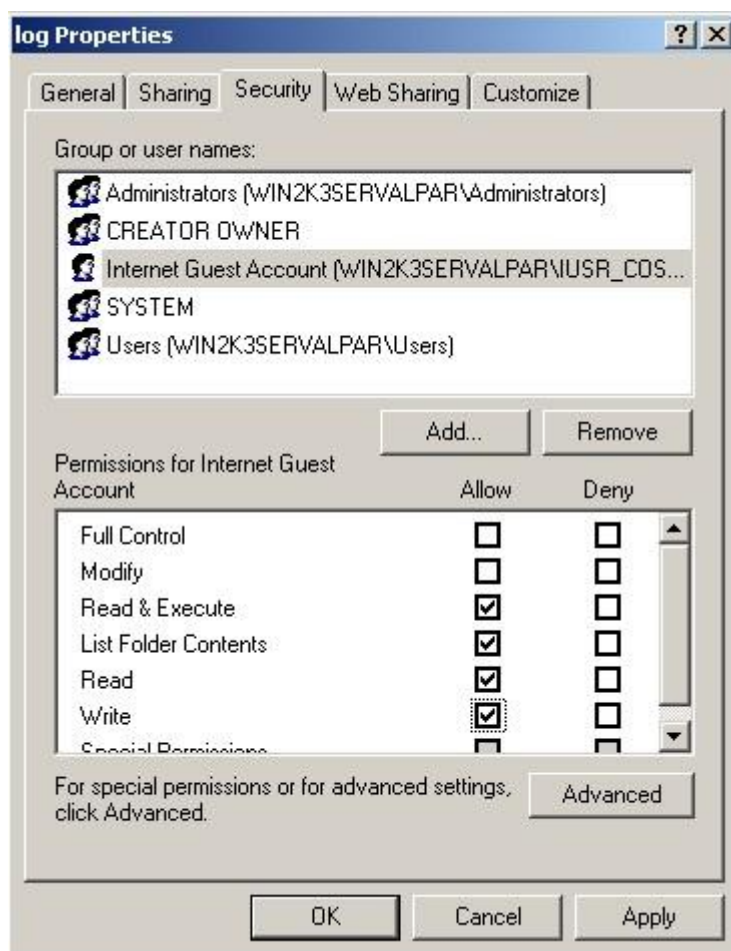 log Properties
? X
General Sharing Security Web Sharing Customize
Group or user names:
Administrators (WIN2K3SERVALPAR\Administrators)
CREATOR OWNER
Internet Guest Account (WIN2K3SERVALPAR\IUSR_COS...
SYSTEM
Users (WIN2K3SERVALPAR\Users)
Add... Remove
Permissions for Internet Guest
Account Allow Deny
Full Control
Modify
Read & Execute
List Folder Contents
Read
Write
Special Permissions
For special permissions or for advanced settings,
click Advanced.
Advanced
OK Cancel Apply